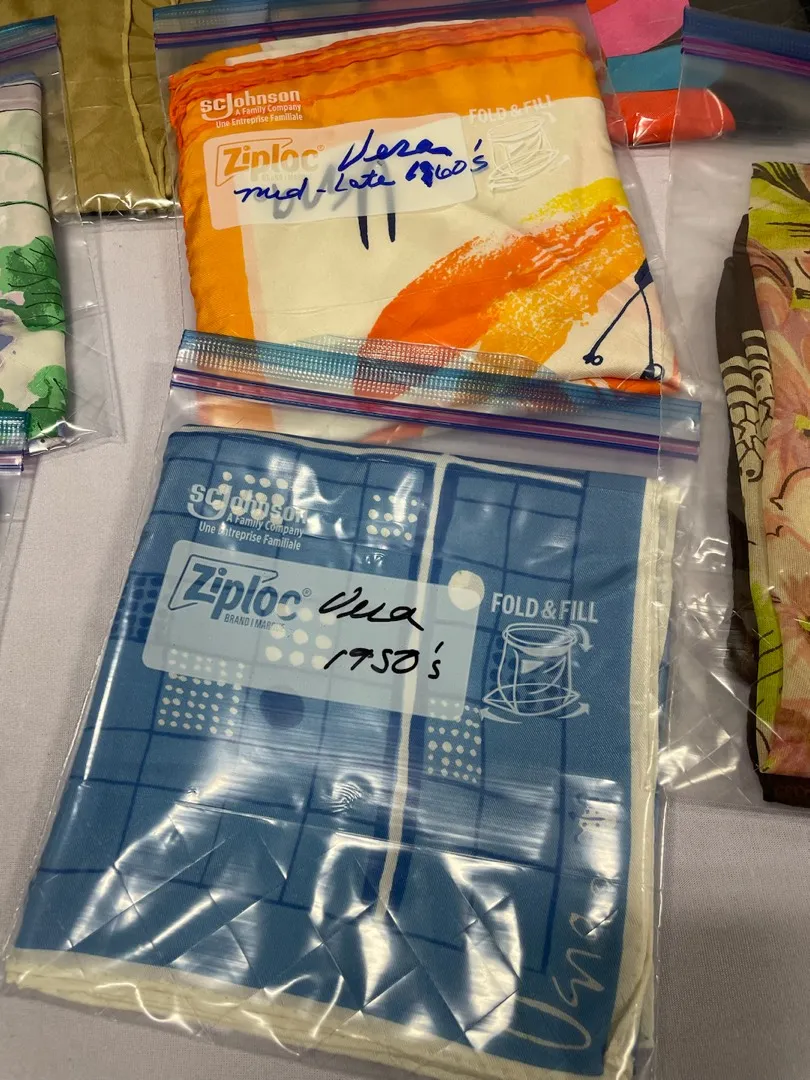 SC Johnson
A Family Company
Une Entreprise Familiale
FOLD & FILL
Ziploc®
Vera
Mid-Late 1960's
SC Johnson
A Family Company
Une Entreprise Familiale
Ziploc®
BRAND | MARQUE
Vera
1950's
FOLD & FILL
Vera